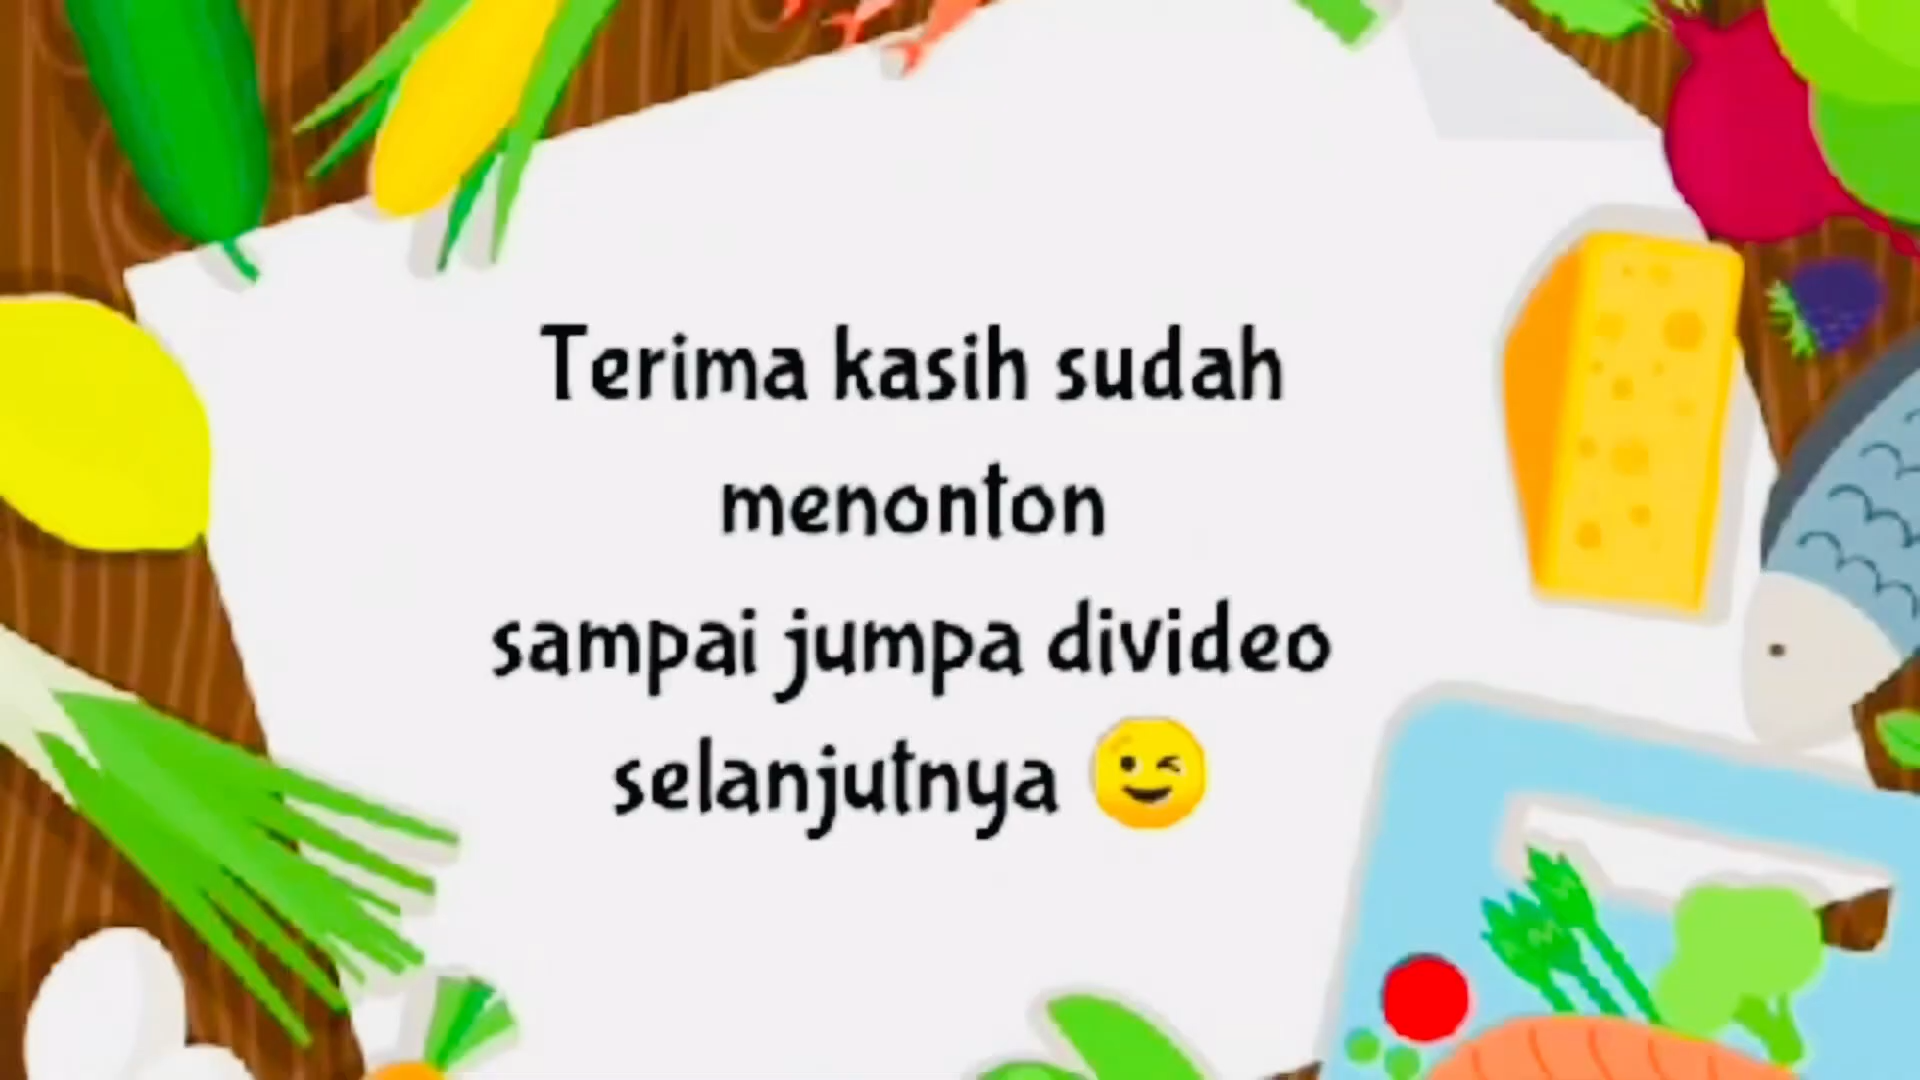 Terima kasih sudah
menonton
sampai jumpa divideo
selanjutnya 😉